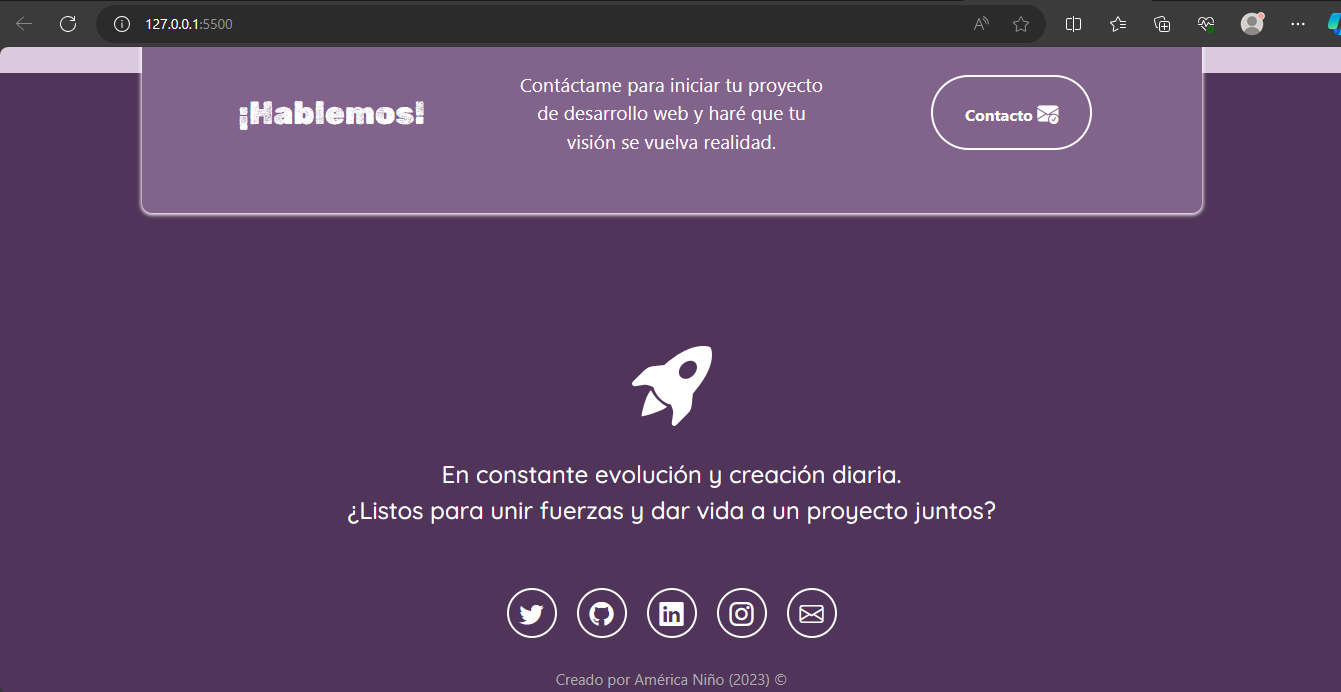 127.0.0.1:5500
¡Hablemos!
Contáctame para iniciar tu proyecto
de desarrollo web y haré que tu
visión se vuelva realidad.
Contacto
En constante evolución y creación diaria.
¿Listos para unir fuerzas y dar vida a un proyecto juntos?
in
Creado por América Niño (2023) ©